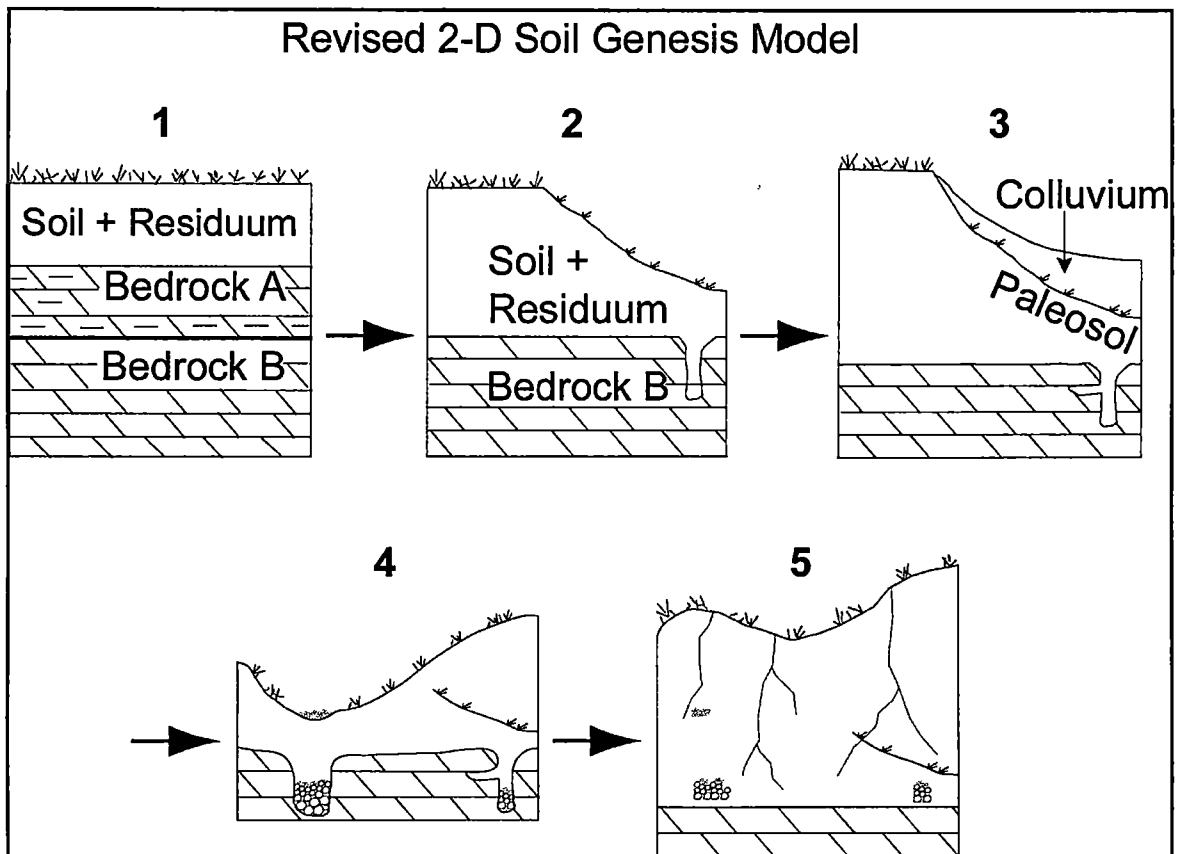 Revised 2-D Soil Genesis Model
1
2
3
Soil + Residuum
Bedrock A
Bedrock B
Soil +
Residuum
Bedrock B
Colluvium
Paleosol
4
5